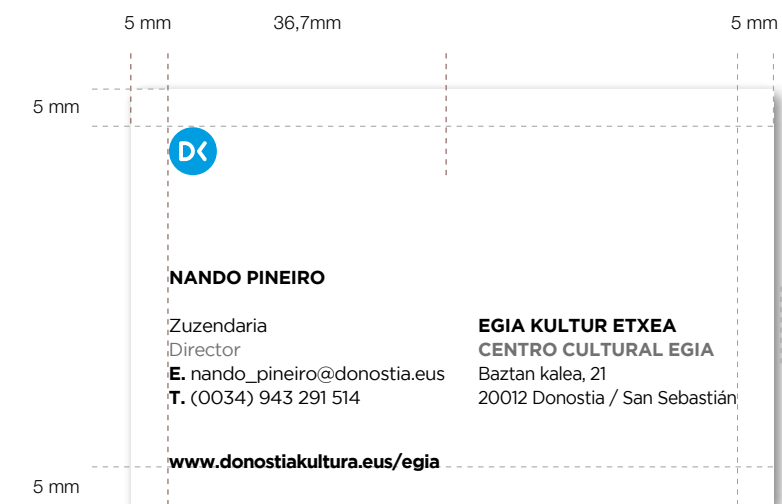 5 mm 36,7mm 5 mm
5 mm
DK
NANDO PINEIRO
Zuzendaria
Director
E. nando_pineiro@donostia.eus
T. (0034) 943 291 514
EGIA KULTUR ETXEA
CENTRO CULTURAL EGIA
Baztan kalea, 21
20012 Donostia / San Sebastián
www.donostiakultura.eus/egia
5 mm